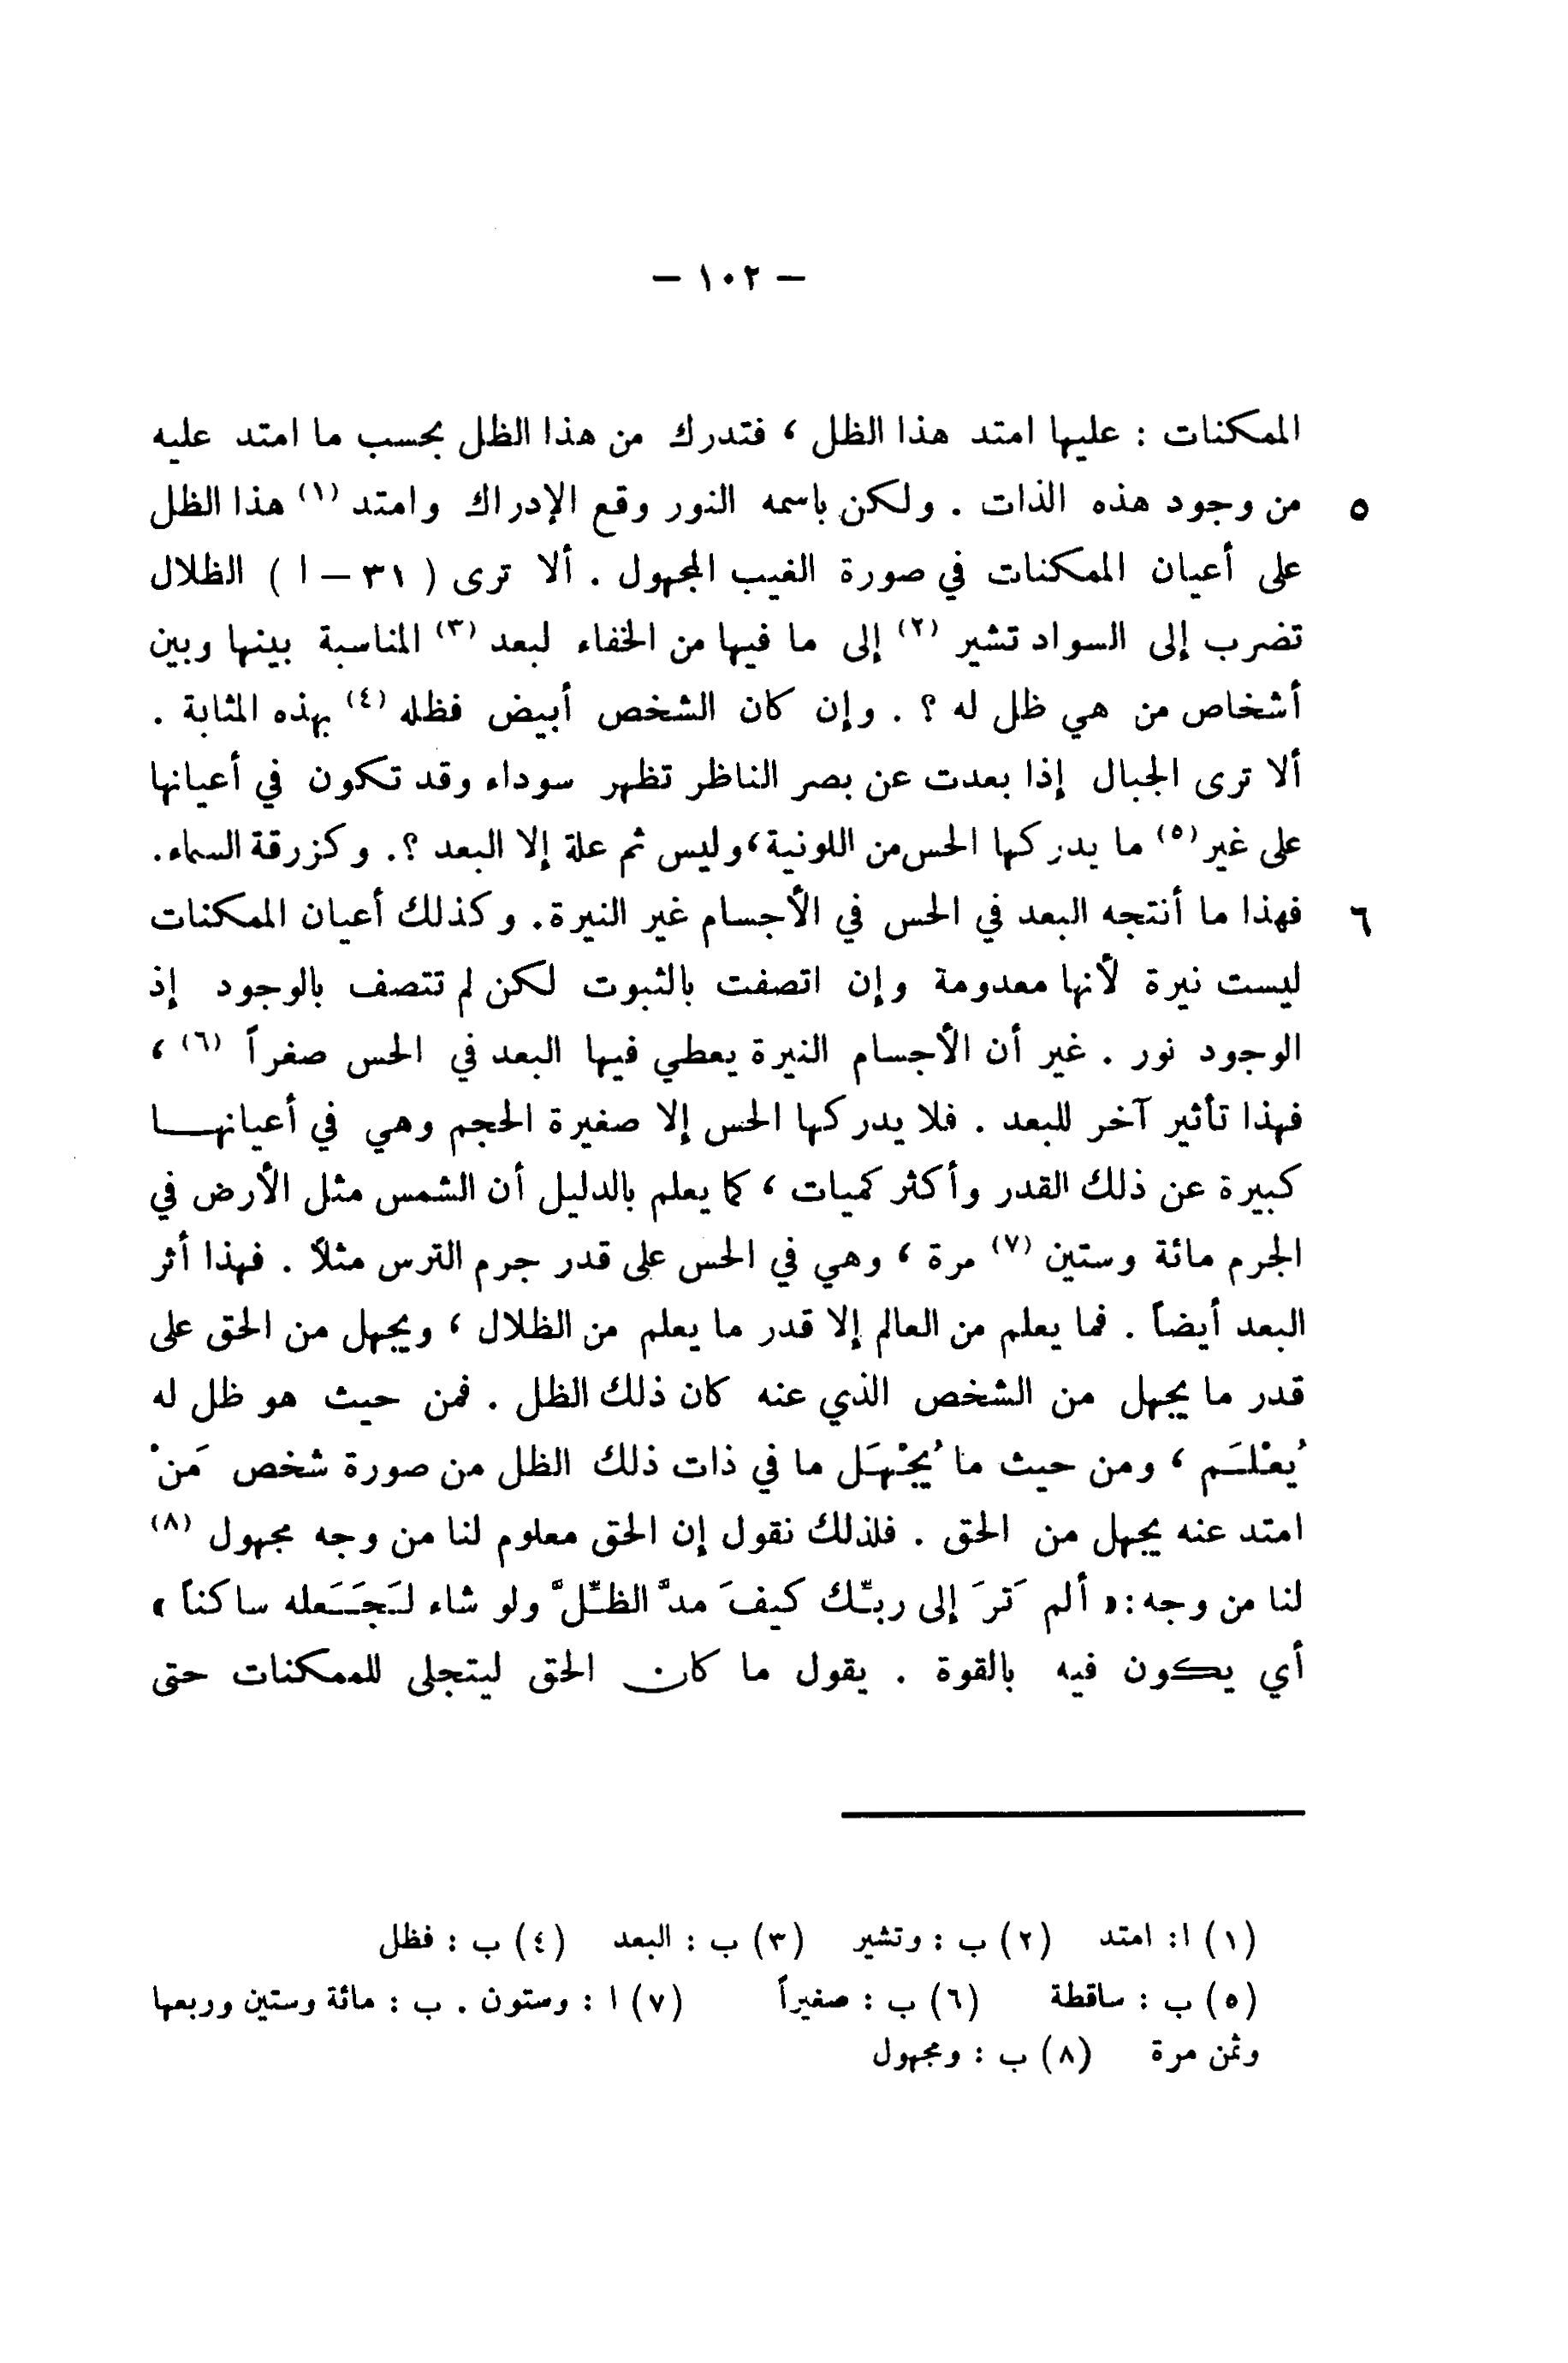 — ١٠٢ —
الممكنات : عليها امتد هذا الظل ، فتدرك من هذا الظل بحسب ما امتد عليه
٥ من وجود هذه الذات . ولكن باسمه النور وقع الإدراك وامتد (١) هذا الظل
على أعيان الممكنات في صورة الغيب المجهول . ألا ترى ( ٣١ – ا ) الظلال
تضرب إلى السواد تشير (٢) إلى ما فيها من الخفاء لبعد (٣) المناسبة بينها وبين
أشخاص من هي ظل له ؟ . وإن كان الشخص أبيض فظله (٤) بهذه المثابة .
ألا ترى الجبال إذا بعدت عن بصر الناظر تظهر سوداء وقد تكون في أعيانها
على غير (٥) ما يدركها الحس من اللونية، وليس ثم علة إلا البعد ؟. وكزرقة السماء.
٦ فهذا ما أنتجه البعد في الحس في الأجسام غير النيرة. وكذلك أعيان الممكنات
ليست نيرة لأنها معدومة وإن اتصفت بالثبوت لكن لم تتصف بالوجود إذ
الوجود نور . غير أن الأجسام النيرة يعطي فيها البعد في الحس صغراً (٦) ،
فهذا تأثير آخر للبعد . فلا يدركها الحس إلا صغيرة الحجم وهي في أعيانهـــا
كبيرة عن ذلك القدر وأكثر كميات ، كما يعلم بالدليل أن الشمس مثل الأرض في
الجرم مائة وستين (٧) مرة ، وهي في الحس على قدر جرم الترس مثلاً . فهذا أثر
البعد أيضاً . فما يعلم من العالم إلا قدر ما يعلم من الظلال ، ويجهل من الحق على
قدر ما يجهل من الشخص الذي عنه كان ذلك الظل . فمن حيث هو ظل له
يُعْلَم ، ومن حيث ما يُجْهَل ما في ذات ذلك الظل من صورة شخص مَنْ
امتد عنه يجهل من الحق . فلذلك نقول إن الحق معلوم لنا من وجه مجهول (٨)
لنا من وجه : « ألم تَرَ إلى ربِّك كيفَ مدَّ الظِّلَّ ولو شاء لَجَعَله ساكناً »
أي يكون فيه بالقوة . يقول ما كان الحق ليتجلى للممكنات حتى
(١) ا: امتد (٢) ب : وتشير (٣) ب : البعد (٤) ب : فظل
(٥) ب : ساقطة (٦) ب : صغيراً (٧) ا : وستون . ب : مائة وستين وربعها
وثمن مرة (٨) ب : ومجهول